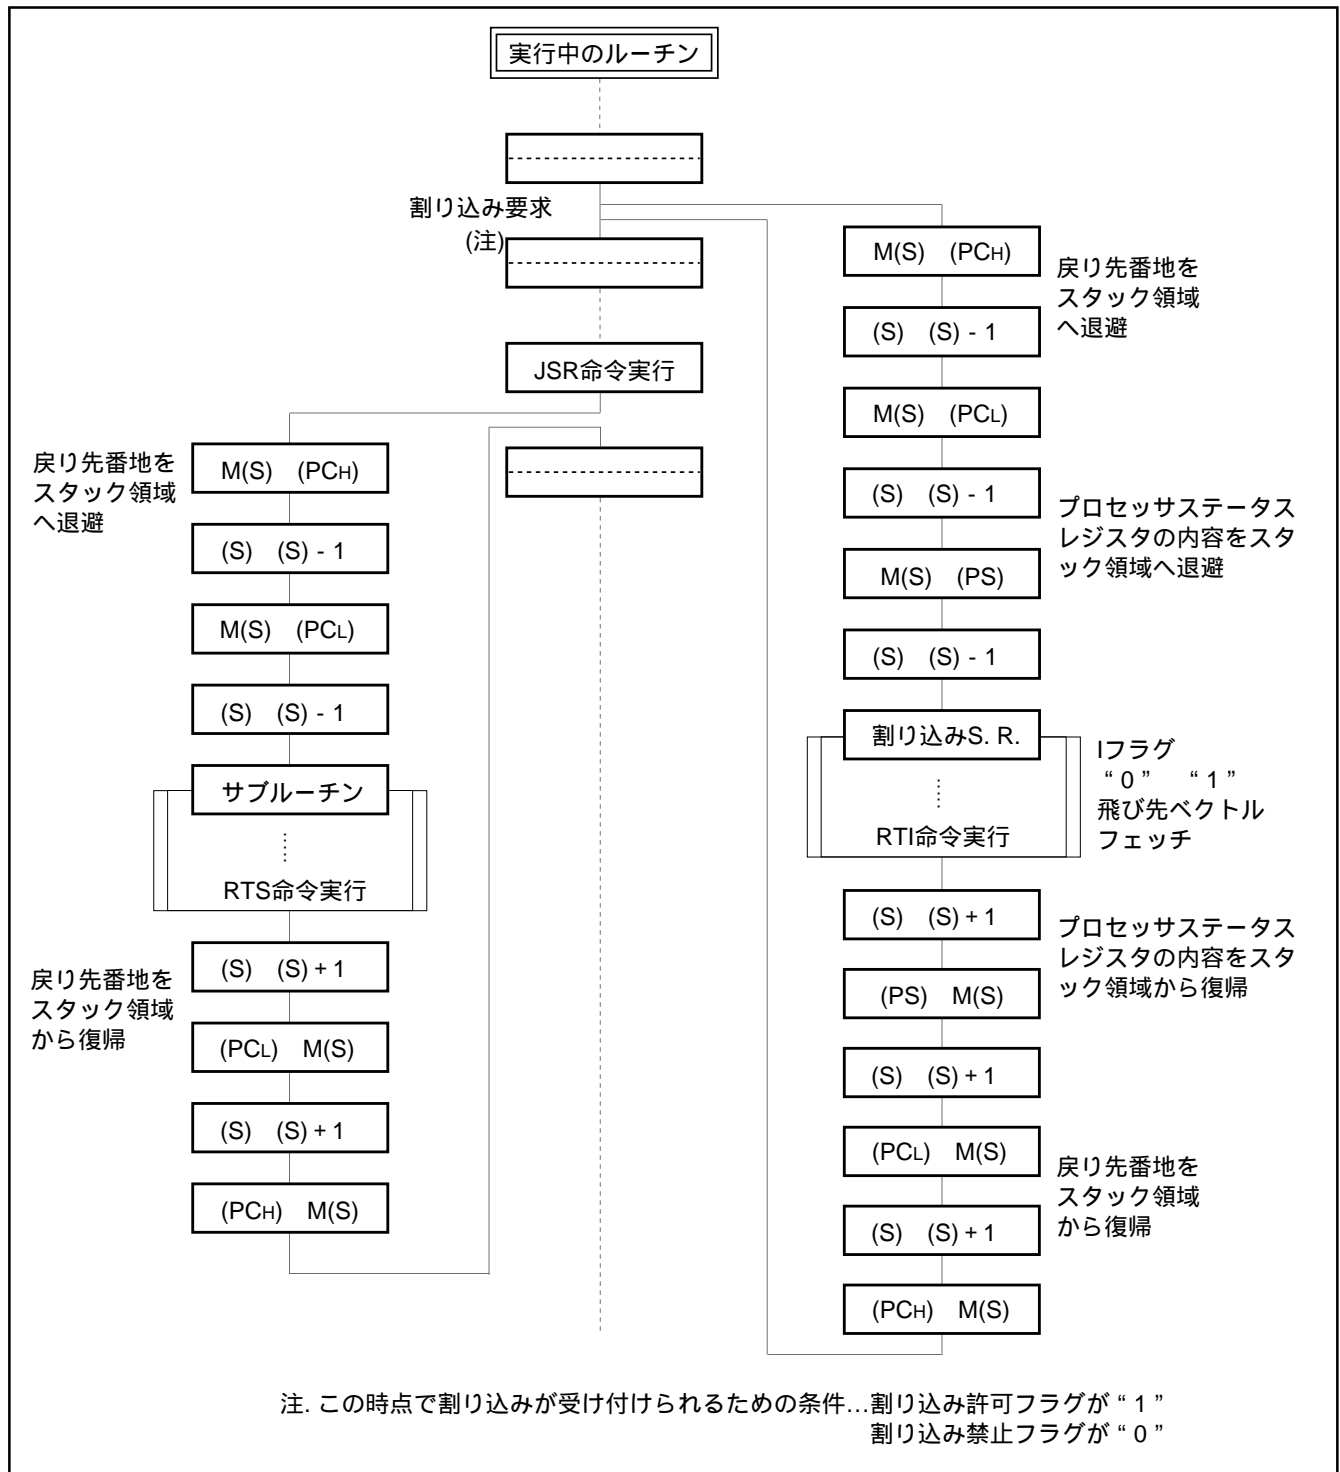 実行中のルーチン
割り込み要求
(注)
JSR命令実行
戻り先番地を
スタック領域
へ退避
M(S) (PCH)
(S) (S) - 1
M(S) (PCL)
(S) (S) - 1
サブルーチン
⋮
RTS命令実行
戻り先番地を
スタック領域
から復帰
(S) (S) + 1
(PCL) M(S)
(S) (S) + 1
(PCH) M(S)
M(S) (PCH)
(S) (S) - 1
M(S) (PCL)
戻り先番地を
スタック領域
へ退避
(S) (S) - 1
M(S) (PS)
(S) (S) - 1
プロセッサステータス
レジスタの内容をスタ
ック領域へ退避
割り込みS. R.
⋮
RTI命令実行
Iフラグ
“ 0 ” “ 1 ”
飛び先ベクトル
フェッチ
(S) (S) + 1
(PS) M(S)
プロセッサステータス
レジスタの内容をスタ
ック領域から復帰
(S) (S) + 1
(PCL) M(S)
(S) (S) + 1
(PCH) M(S)
戻り先番地を
スタック領域
から復帰
注. この時点で割り込みが受け付けられるための条件…割り込み許可フラグが “ 1 ”
割り込み禁止フラグが “ 0 ”